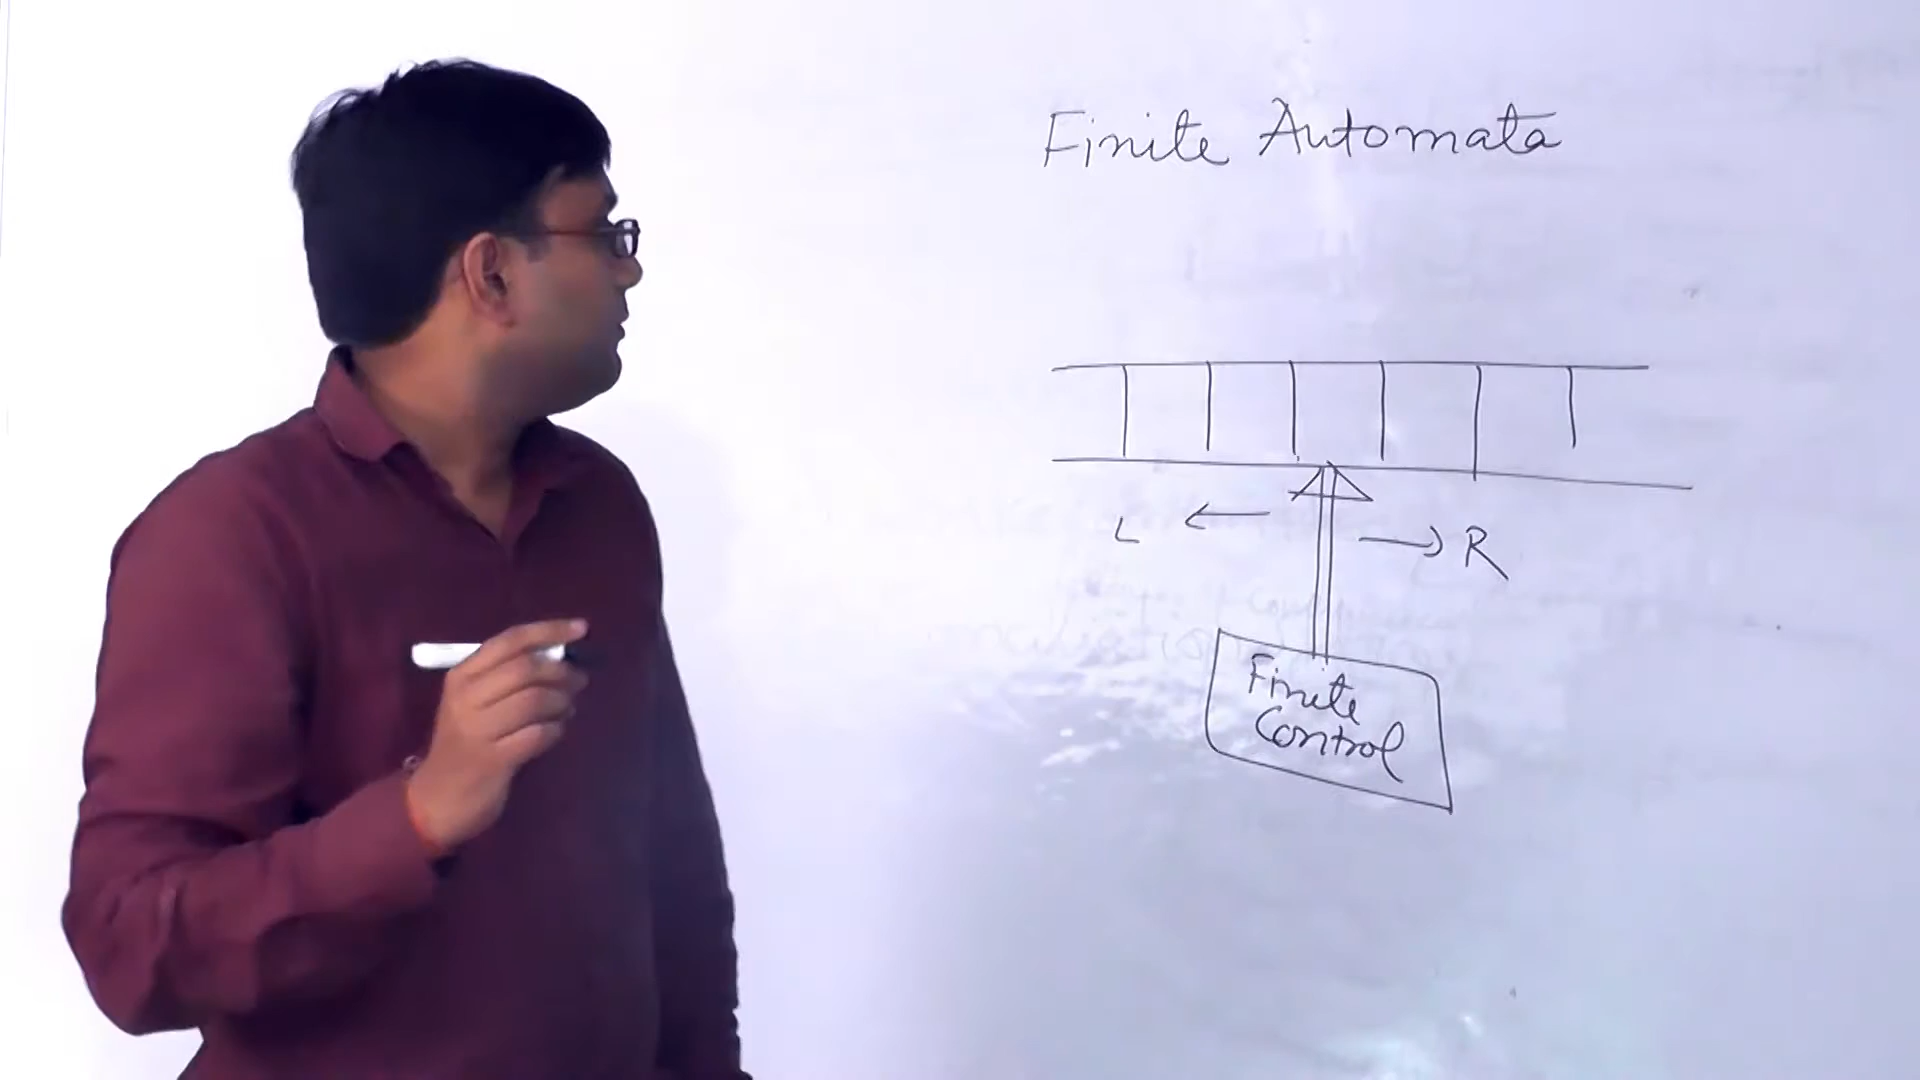 Finite Automata
L
R
Finite
Control